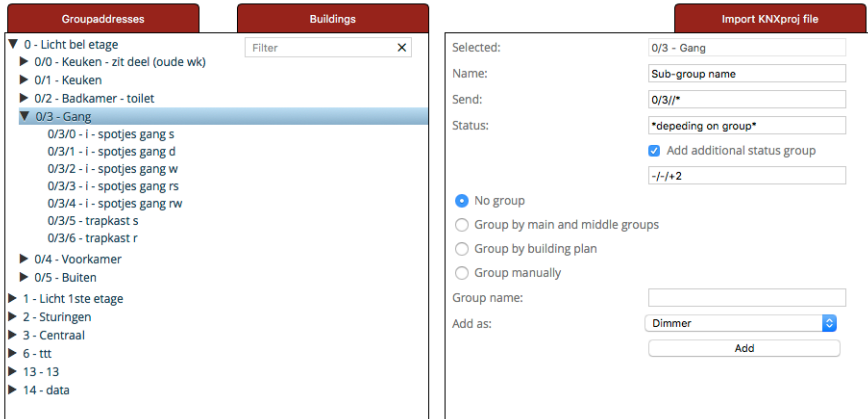 Groupaddresses
Buildings
Import KNXproj file
0 - Licht bel etage
Filter
0/0 - Keuken - zit deel (oude wk)
0/1 - Keuken
0/2 - Badkamer - toilet
0/3 - Gang
0/3/0 - i - spotjes gang s
0/3/1 - i - spotjes gang d
0/3/2 - i - spotjes gang w
0/3/3 - i - spotjes gang rs
0/3/4 - i - spotjes gang rw
0/3/5 - trapkast s
0/3/6 - trapkast r
0/4 - Voorkamer
0/5 - Buiten
1 - Licht 1ste etage
2 - Sturingen
3 - Centraal
6 - ttt
13 - 13
14 - data
Selected: 0/3 - Gang
Name: Sub-group name
Send: 0/3//*
Status: *depeding on group*
Add additional status group
-/-/+2
No group
Group by main and middle groups
Group by building plan
Group manually
Group name:
Add as: Dimmer
Add